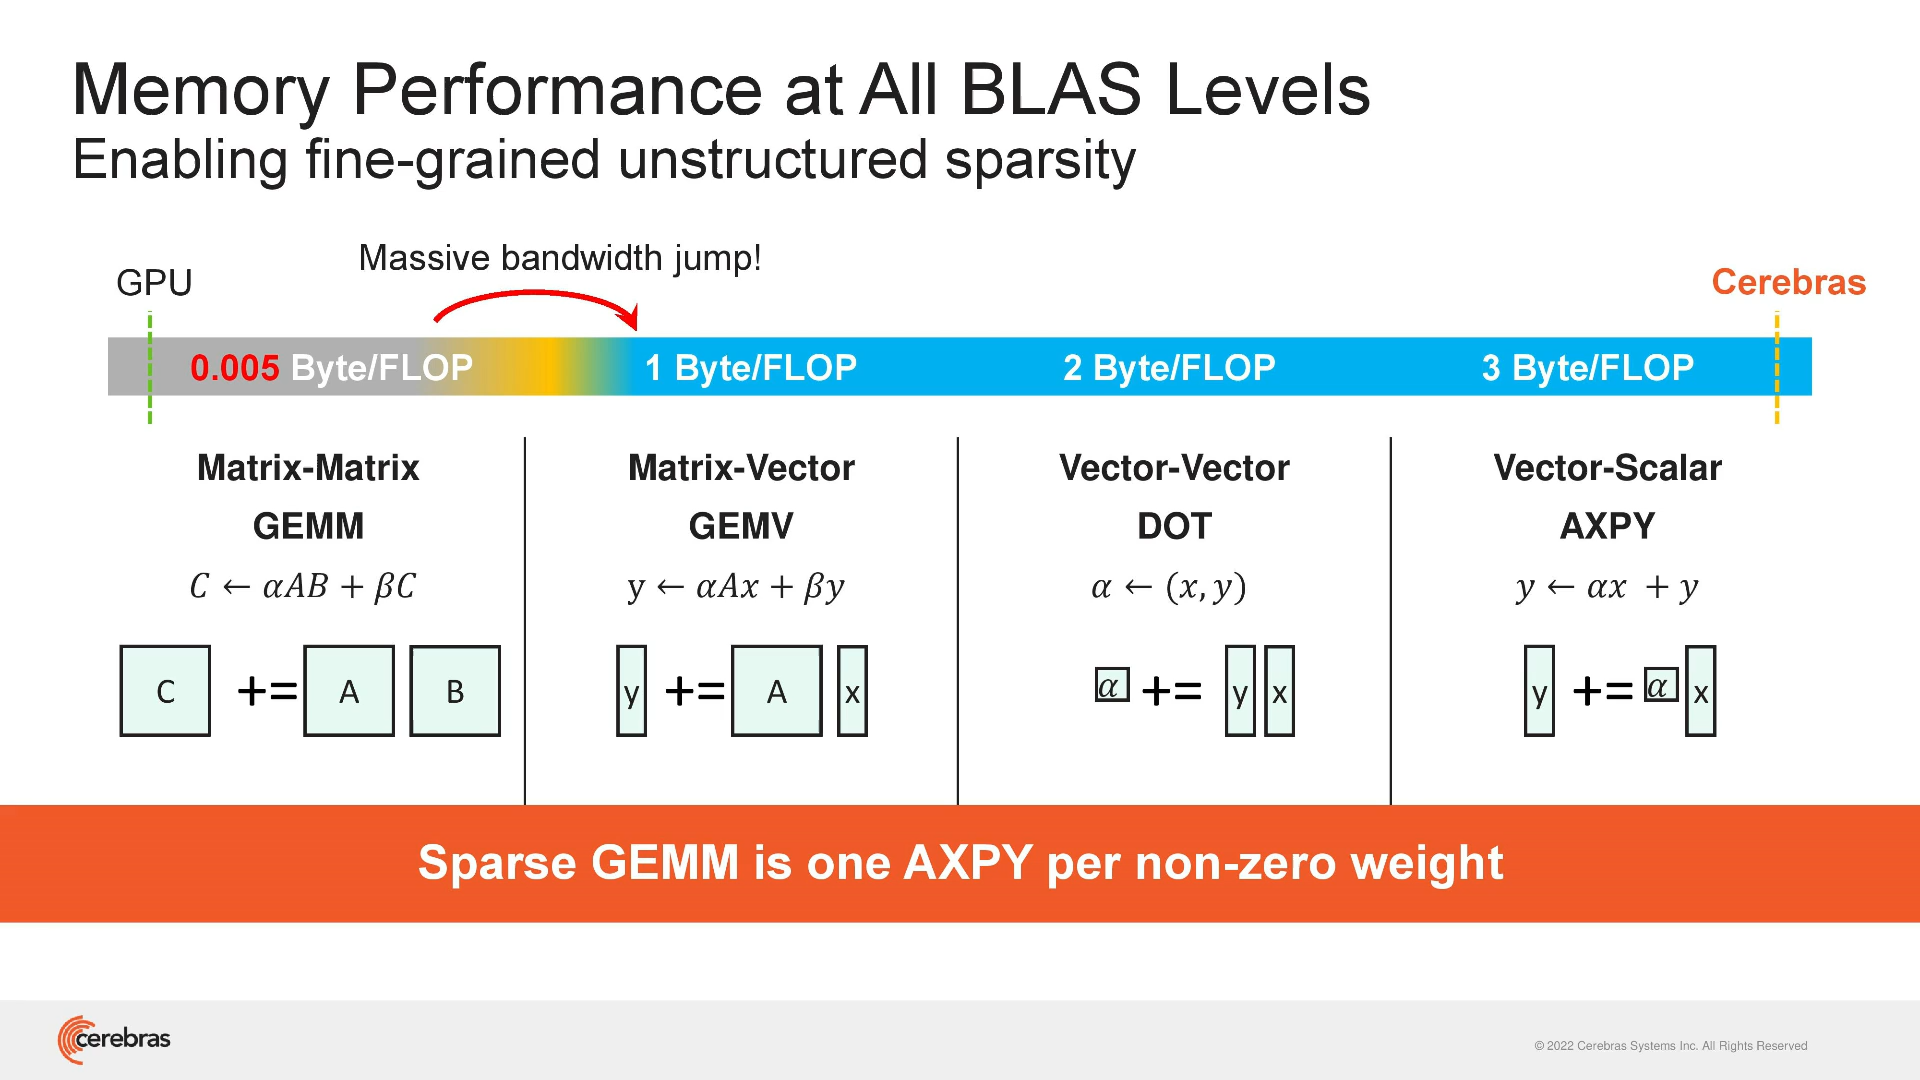 Memory Performance at All BLAS Levels
Enabling fine-grained unstructured sparsity
Massive bandwidth jump!
GPU
Cerebras
0.005 Byte/FLOP
1 Byte/FLOP
2 Byte/FLOP
3 Byte/FLOP
Matrix-Matrix
GEMM
C ← αAB + βC
C += A B
Matrix-Vector
GEMV
y ← αAx + βy
y += A x
Vector-Vector
DOT
α ← (x, y)
α += y x
Vector-Scalar
AXPY
y ← αx + y
y += α x
Sparse GEMM is one AXPY per non-zero weight
cerebras
© 2022 Cerebras Systems Inc. All Rights Reserved